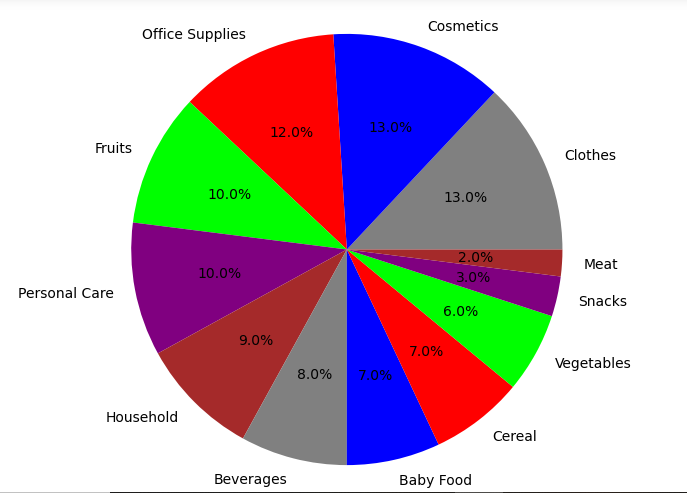 Cosmetics
Office Supplies
13.0%
12.0%
Fruits
Clothes
10.0%
13.0%
2.0%
Meat
10.0%
3.0%
Personal Care
Snacks
6.0%
9.0%
7.0%
Vegetables
8.0%
7.0%
Household
Cereal
Beverages
Baby Food